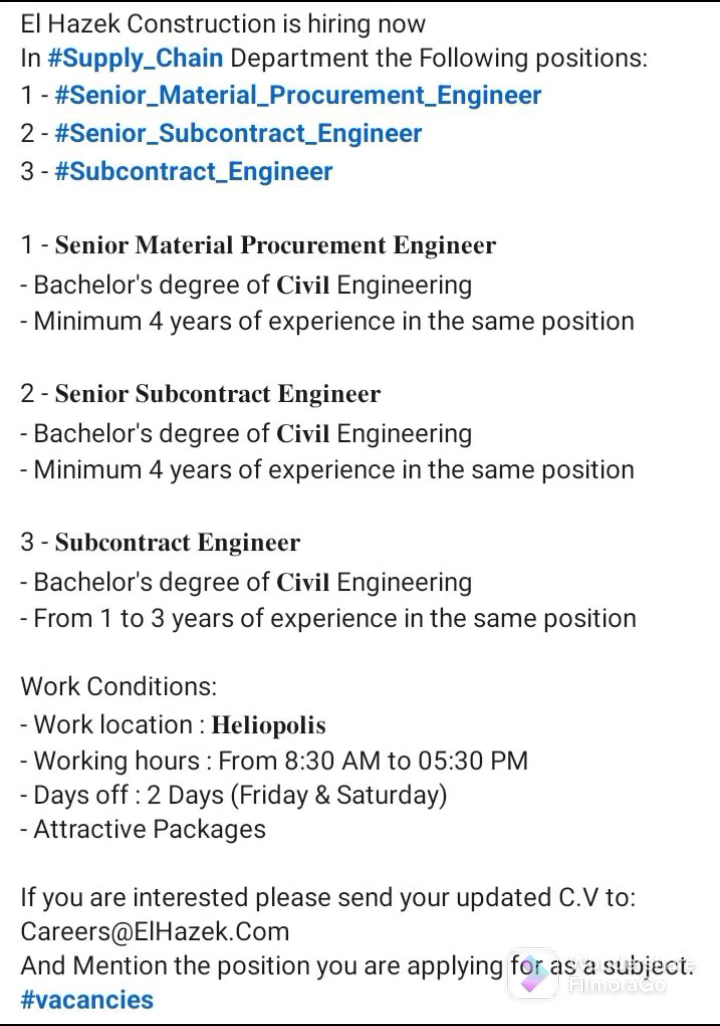 El Hazek Construction is hiring now
In #Supply_Chain Department the Following positions:
1 - #Senior_Material_Procurement_Engineer
2 - #Senior_Subcontract_Engineer
3 - #Subcontract_Engineer
1 - Senior Material Procurement Engineer
- Bachelor's degree of Civil Engineering
- Minimum 4 years of experience in the same position
2 - Senior Subcontract Engineer
- Bachelor's degree of Civil Engineering
- Minimum 4 years of experience in the same position
3 - Subcontract Engineer
- Bachelor's degree of Civil Engineering
- From 1 to 3 years of experience in the same position
Work Conditions:
- Work location : Heliopolis
- Working hours : From 8:30 AM to 05:30 PM
- Days off : 2 Days (Friday & Saturday)
- Attractive Packages
If you are interested please send your updated C.V to:
Careers@ElHazek.Com
And Mention the position you are applying for as a subject.
FilmoraGo
#vacancies